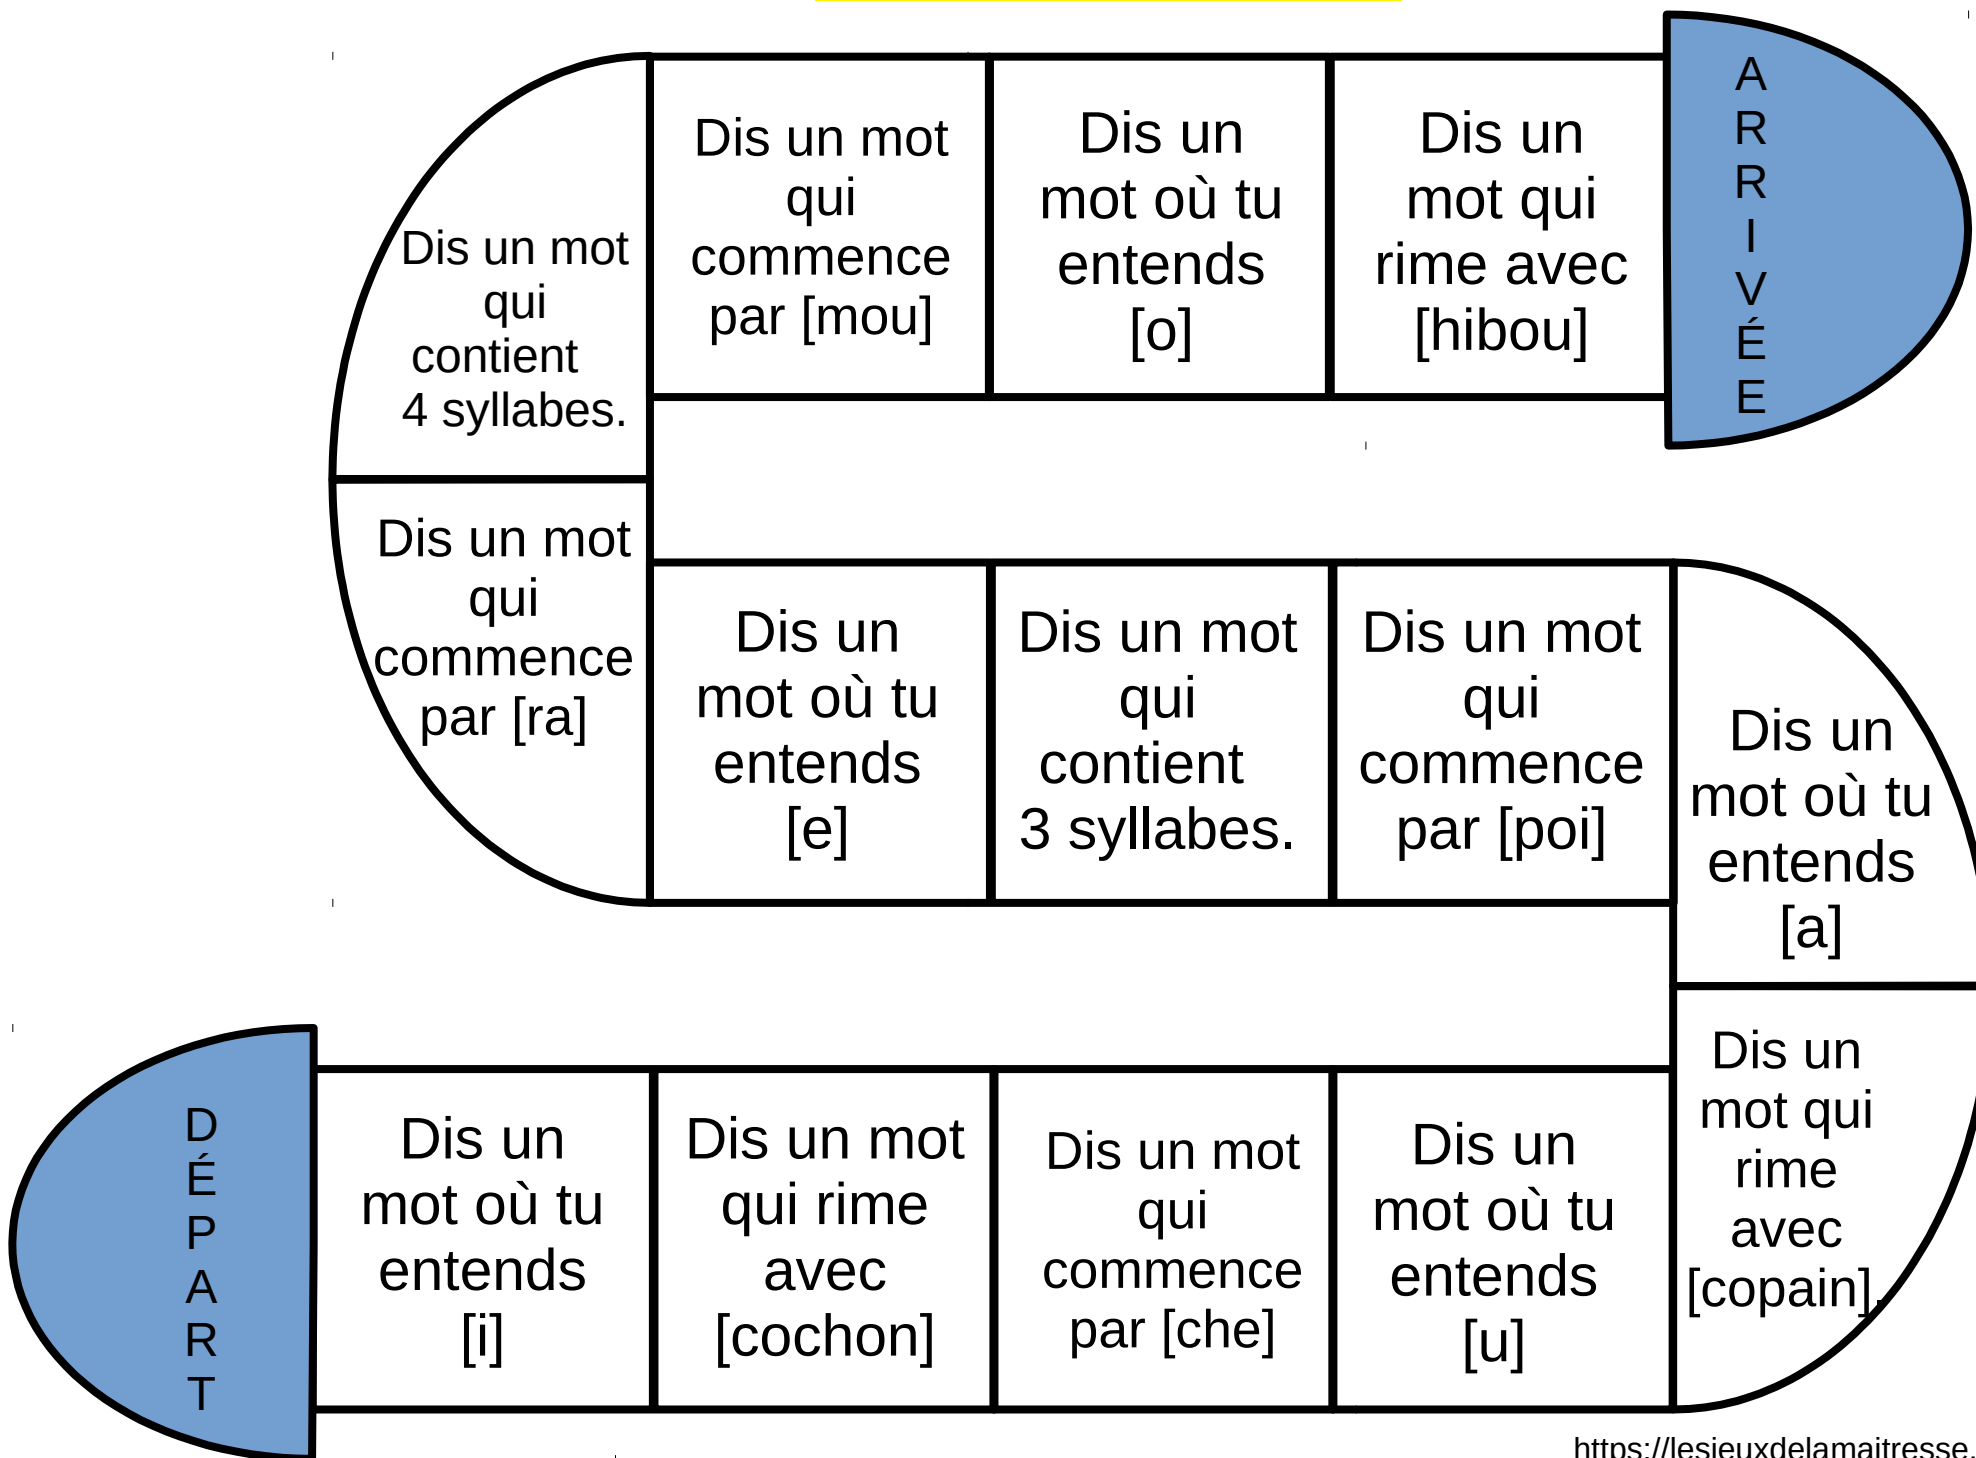 Dis un mot
qui
contient
4 syllabes.
Dis un mot
qui
commence
par [mou]
Dis un
mot où tu
entends
[o]
Dis un
mot qui
rime avec
[hibou]
A
R
R
I
V
É
E
Dis un mot
qui
commence
par [ra]
Dis un
mot où tu
entends
[e]
Dis un mot
qui
contient
3 syllabes.
Dis un mot
qui
commence
par [poi]
Dis un
mot où tu
entends
[a]
D
É
P
A
R
T
Dis un
mot où tu
entends
[i]
Dis un mot
qui rime
avec
[cochon]
Dis un mot
qui
commence
par [che]
Dis un
mot où tu
entends
[u]
Dis un
mot qui
rime
avec
[copain].
https://lesieuxdelamaitresse.